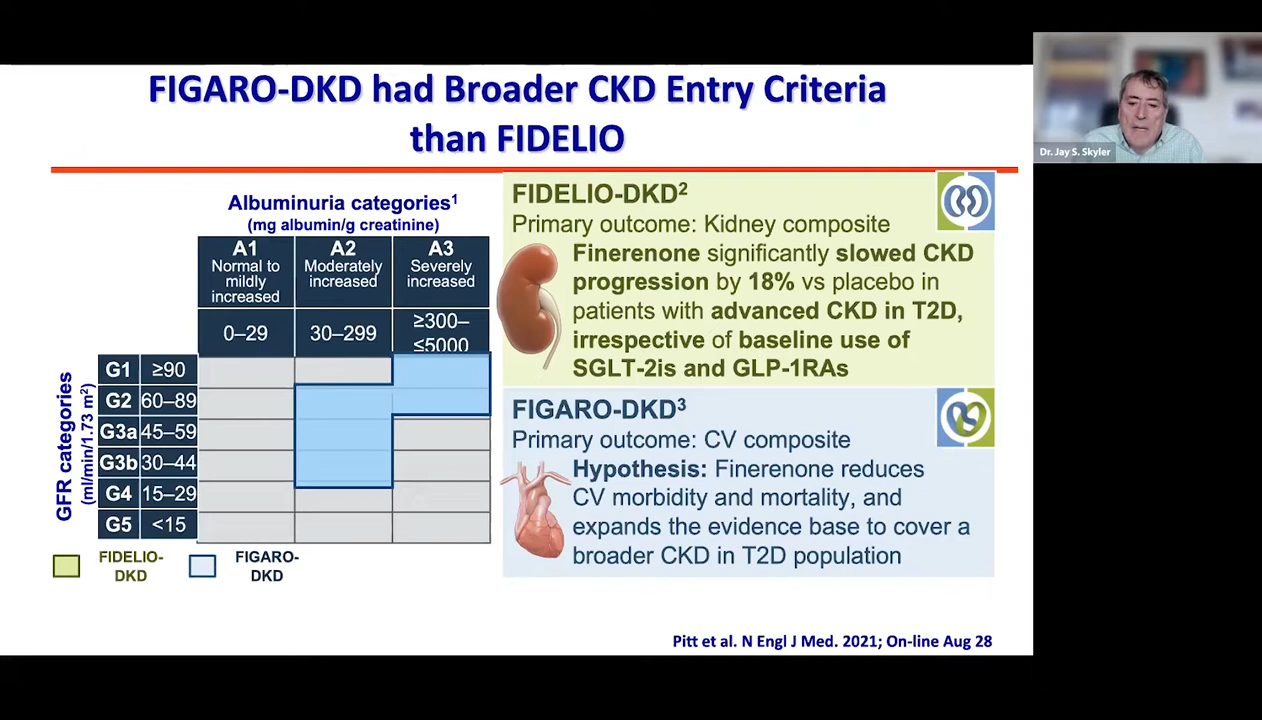 FIGARO-DKD had Broader CKD Entry Criteria
than FIDELIO
Dr. Jay S. Skyler
Albuminuria categories¹
(mg albumin/g creatinine)
A1
Normal to
mildly
increased
A2
Moderately
increased
A3
Severely
increased
0–29
30–299
≥300–
≤5000
GFR categories
(ml/min/1.73 m²)
G1 ≥90
G2 60–89
G3a 45–59
G3b 30–44
G4 15–29
G5 <15
FIDELIO-
DKD
FIGARO-
DKD
FIDELIO-DKD²
Primary outcome: Kidney composite
Finerenone significantly slowed CKD
progression by 18% vs placebo in
patients with advanced CKD in T2D,
irrespective of baseline use of
SGLT-2is and GLP-1RAs
FIGARO-DKD³
Primary outcome: CV composite
Hypothesis: Finerenone reduces
CV morbidity and mortality, and
expands the evidence base to cover a
broader CKD in T2D population
Pitt et al. N Engl J Med. 2021; On-line Aug 28